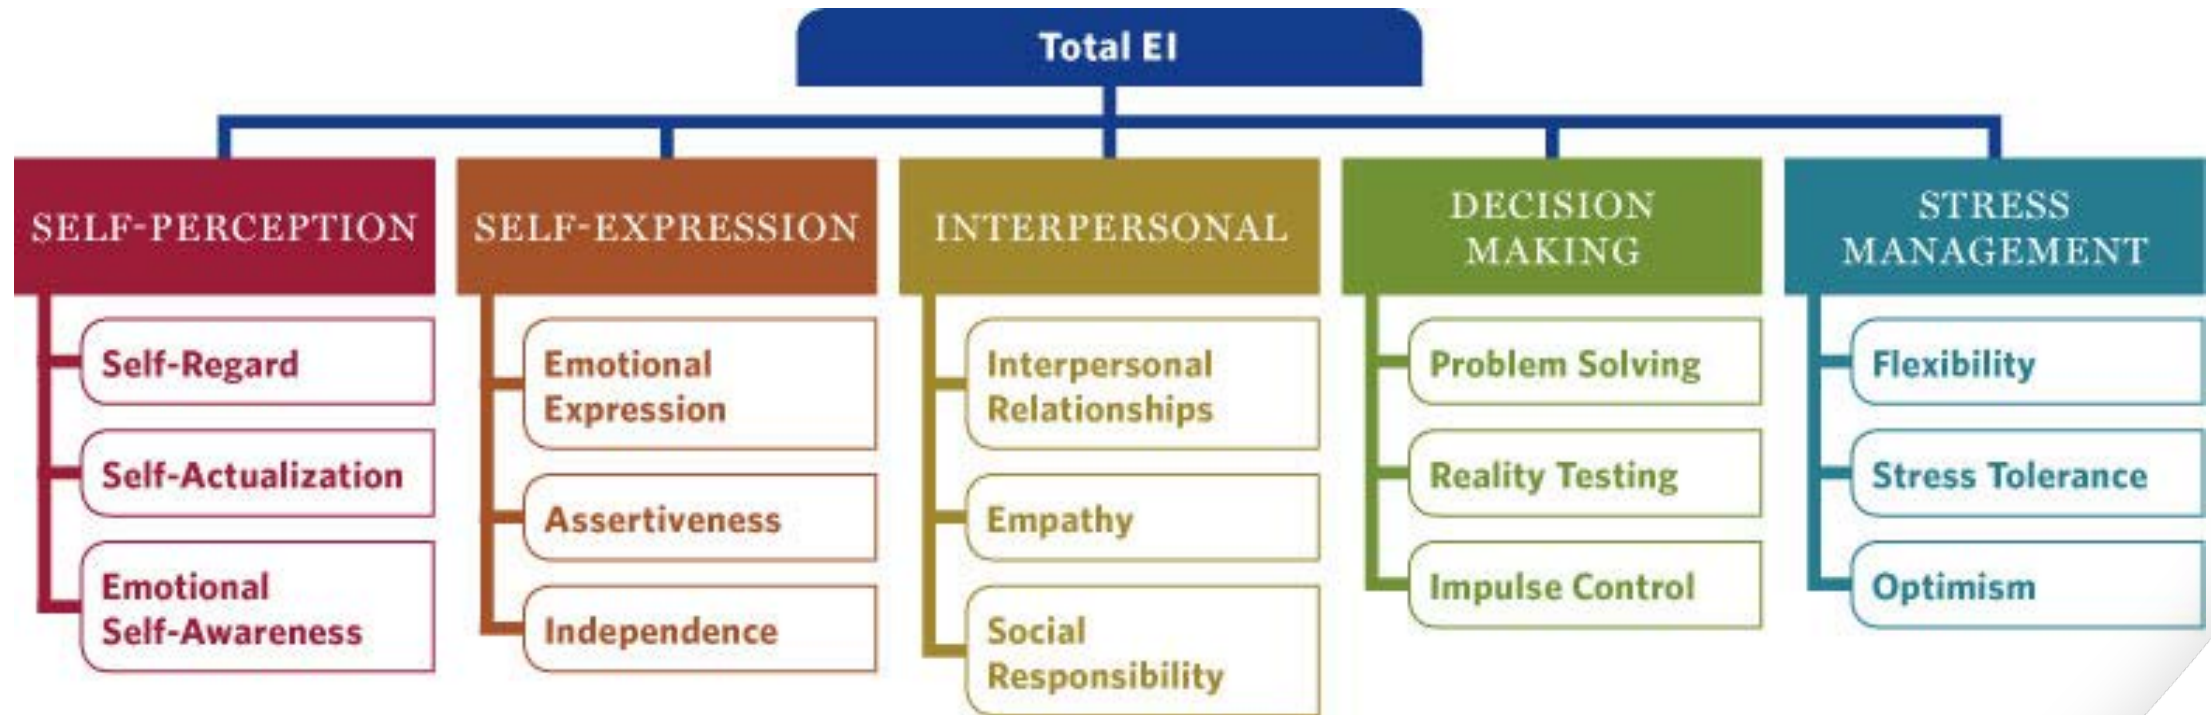 Total EI
SELF-PERCEPTION
Self-Regard
Self-Actualization
Emotional
Self-Awareness
SELF-EXPRESSION
Emotional
Expression
Assertiveness
Independence
INTERPERSONAL
Interpersonal
Relationships
Empathy
Social
Responsibility
DECISION
MAKING
Problem Solving
Reality Testing
Impulse Control
STRESS
MANAGEMENT
Flexibility
Stress Tolerance
Optimism